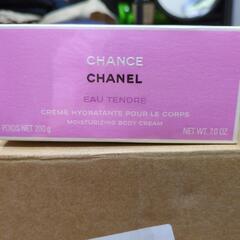 CHANCE
CHANEL
EAU TENDRE
CRÈME HYDRATANTE POUR LE CORPS
MOISTURIZING BODY CREAM
POIDS NET 200 g NET WT. 7.0 OZ.